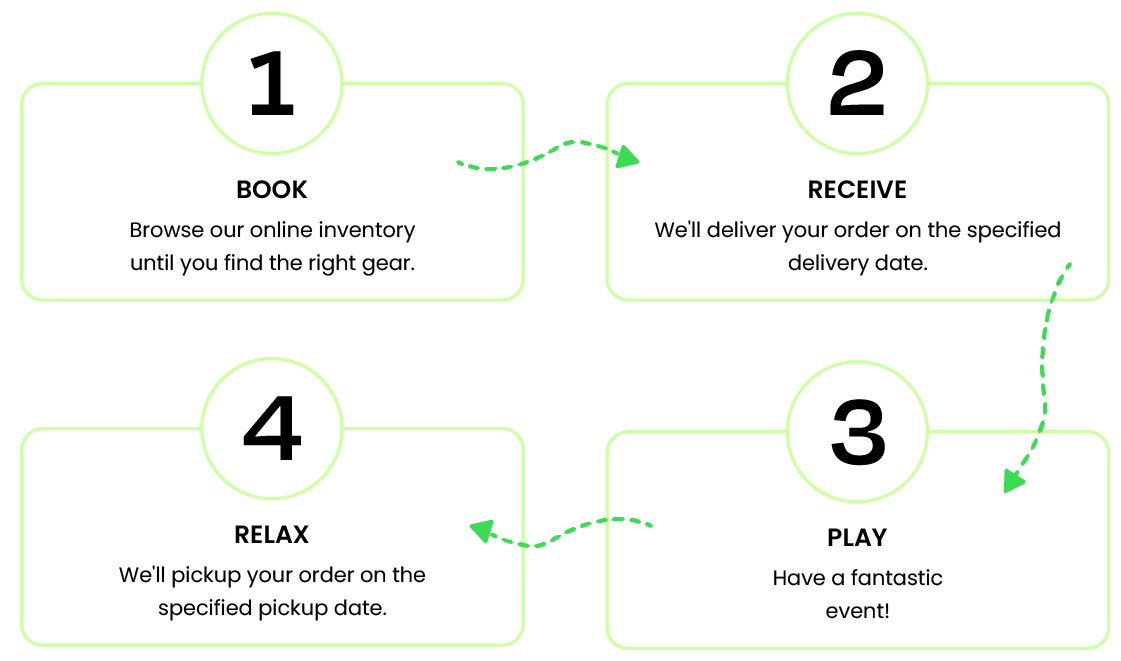 1
BOOK
Browse our online inventory
until you find the right gear.
2
RECEIVE
We'll deliver your order on the specified
delivery date.
3
PLAY
Have a fantastic
event!
4
RELAX
We'll pickup your order on the
specified pickup date.